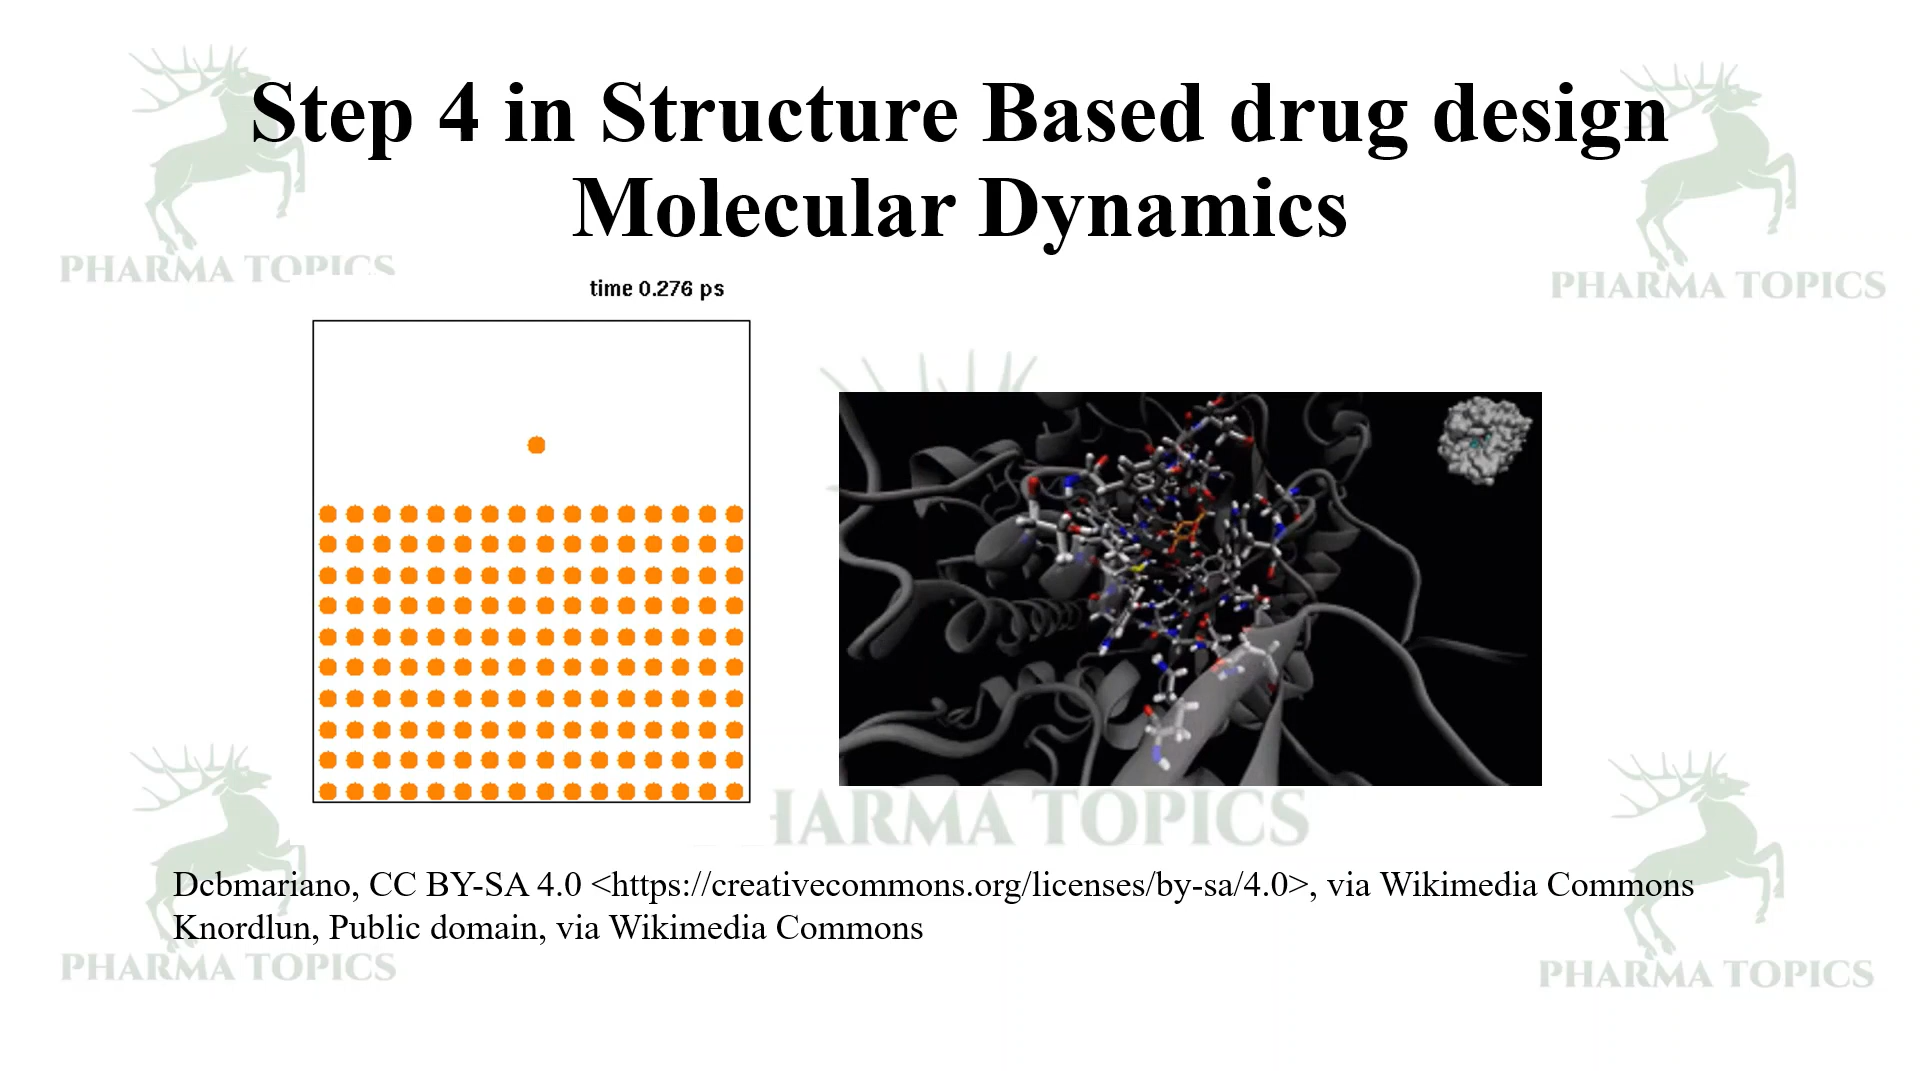 Step 4 in Structure Based drug design
Molecular Dynamics
PHARMA TOPICS
PHARMA TOPICS
time 0.276 ps
HARMA TOPICS
Dcbmariano, CC BY-SA 4.0 <https://creativecommons.org/licenses/by-sa/4.0>, via Wikimedia Commons
Knordlun, Public domain, via Wikimedia Commons
PHARMA TOPICS
PHARMA TOPICS